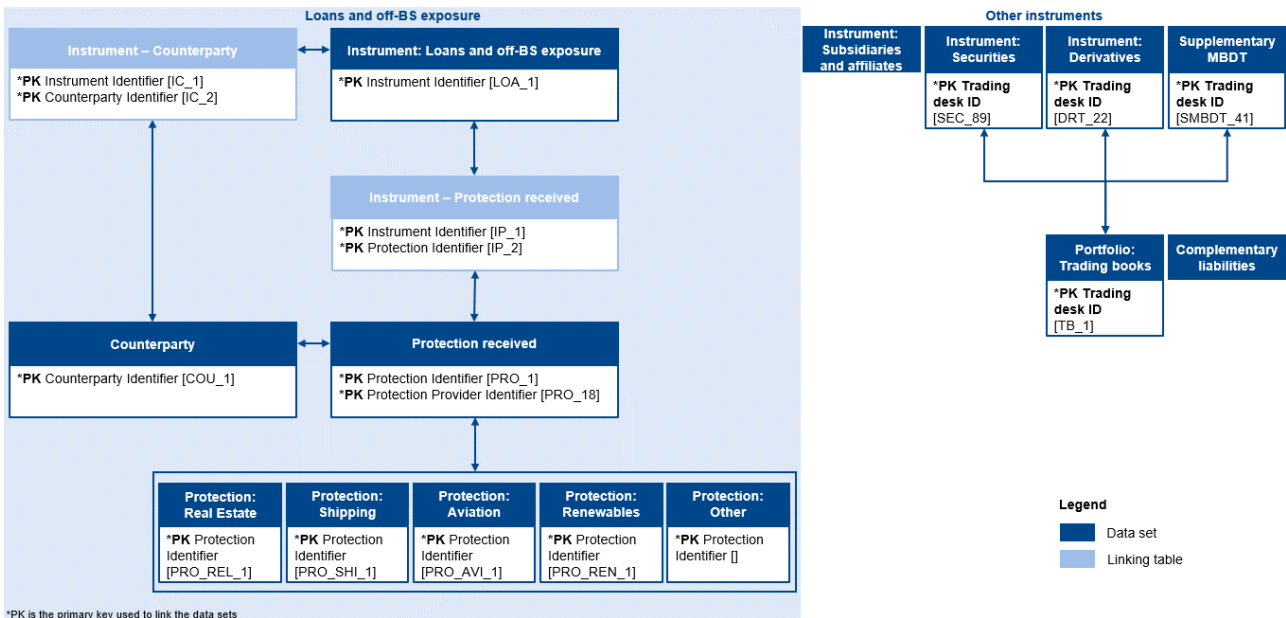 Loans and off-BS exposure
Instrument – Counterparty
*PK Instrument Identifier [IC_1]
*PK Counterparty Identifier [IC_2]
Instrument: Loans and off-BS exposure
*PK Instrument Identifier [LOA_1]
Instrument – Protection received
*PK Instrument Identifier [IP_1]
*PK Protection Identifier [IP_2]
Counterparty
*PK Counterparty Identifier [COU_1]
Protection received
*PK Protection Identifier [PRO_1]
*PK Protection Provider Identifier [PRO_18]
Protection:
Real Estate
*PK Protection
Identifier
[PRO_REL_1]
Protection:
Shipping
*PK Protection
Identifier
[PRO_SHI_1]
Protection:
Aviation
*PK Protection
Identifier
[PRO_AVI_1]
Protection:
Renewables
*PK Protection
Identifier
[PRO_REN_1]
Protection:
Other
*PK Protection
Identifier []
*PK is the primary key used to link the data sets
Other instruments
Instrument:
Subsidiaries
and affiliates
Instrument:
Securities
*PK Trading
desk ID
[SEC_89]
Instrument:
Derivatives
*PK Trading
desk ID
[DRT_22]
Supplementary
MBDT
*PK Trading
desk ID
[SMBDT_41]
Portfolio:
Trading books
*PK Trading
desk ID
[TB_1]
Complementary
liabilities
Legend
Data set
Linking table